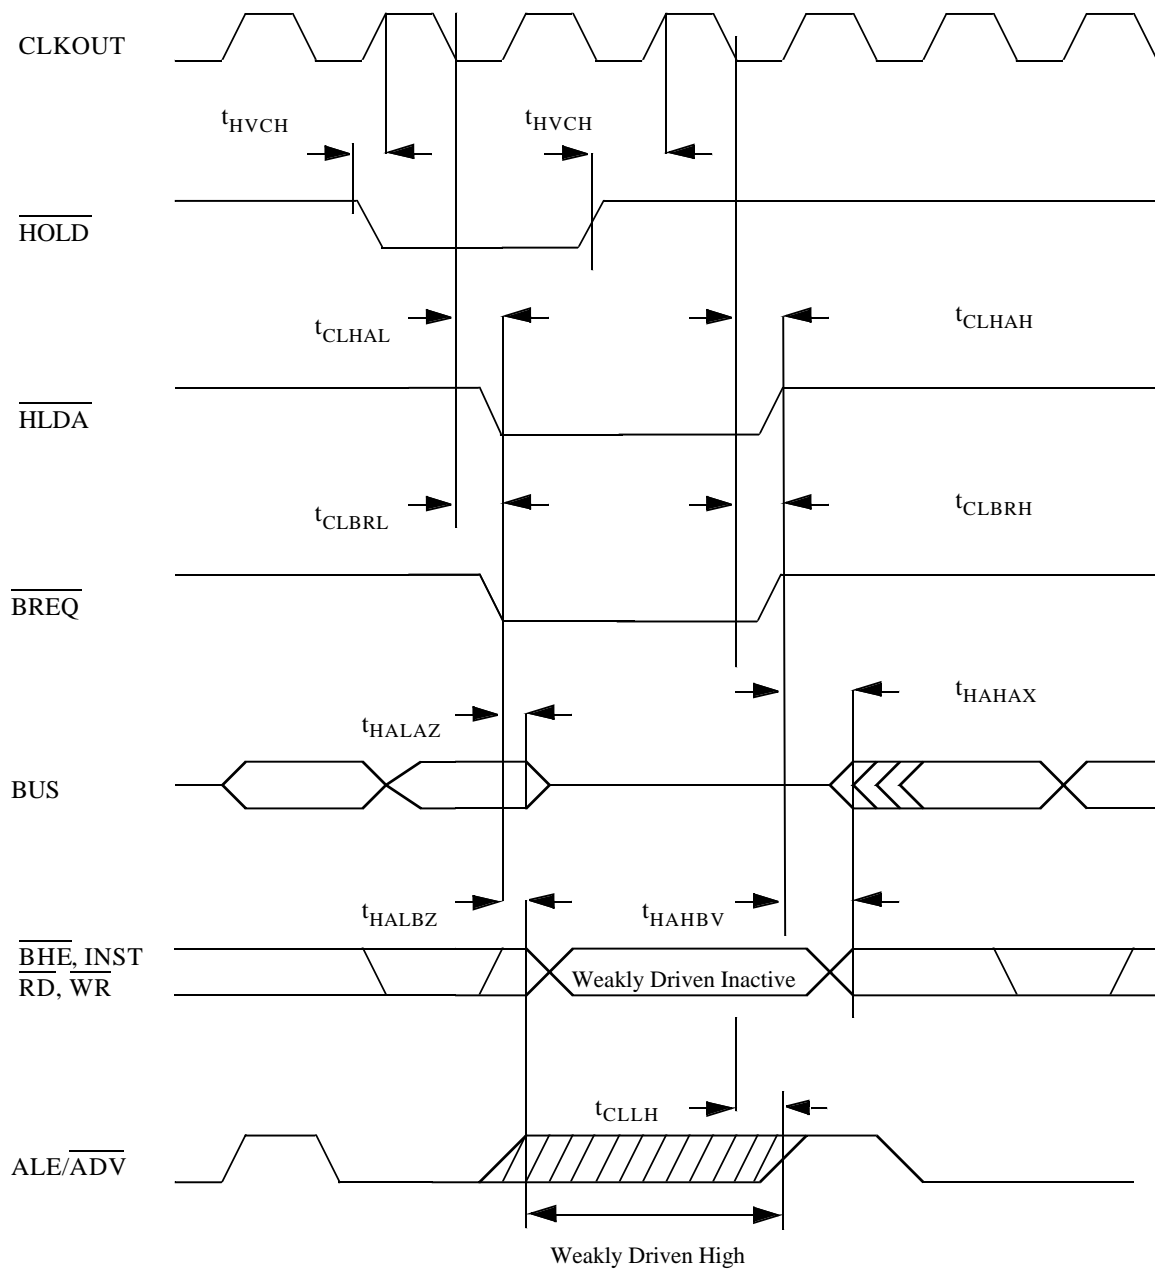 CLKOUT
tHVCH tHVCH
HOLD
tCLHAL tCLHAH
HLDA
tCLBRL tCLBRH
BREQ
tHAHAX
tHALAZ
BUS
tHALBZ tHAHBV
BHE, INST
RD, WR
Weakly Driven Inactive
tCLLH
ALE/ADV
Weakly Driven High